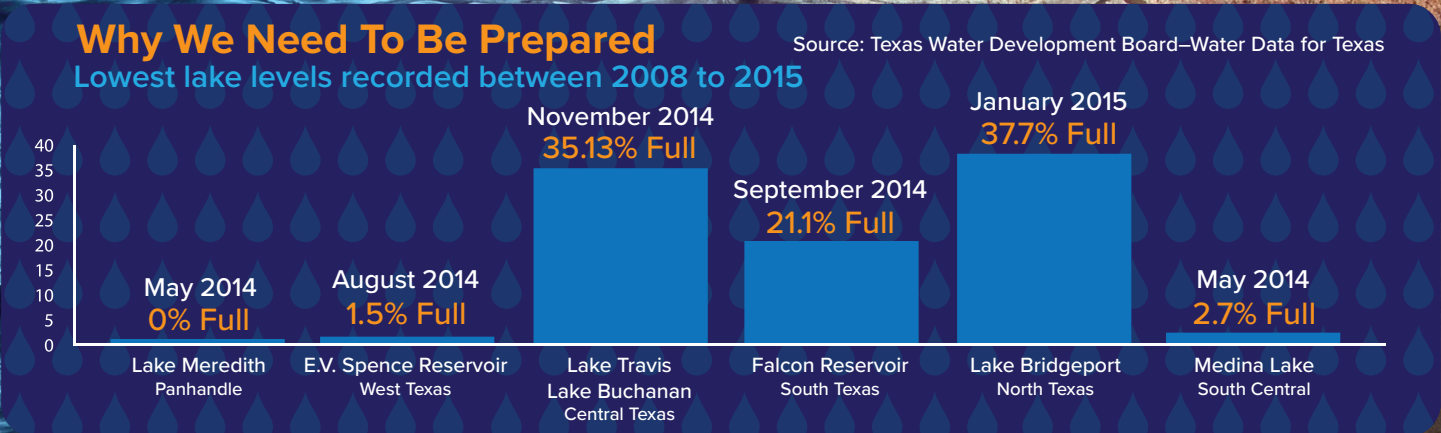 Why We Need To Be Prepared
Source: Texas Water Development Board–Water Data for Texas
Lowest lake levels recorded between 2008 to 2015
40
35
30
25
20
15
10
5
0
May 2014
0% Full
Lake Meredith
Panhandle
August 2014
1.5% Full
E.V. Spence Reservoir
West Texas
November 2014
35.13% Full
Lake Travis
Lake Buchanan
Central Texas
September 2014
21.1% Full
Falcon Reservoir
South Texas
January 2015
37.7% Full
Lake Bridgeport
North Texas
May 2014
2.7% Full
Medina Lake
South Central